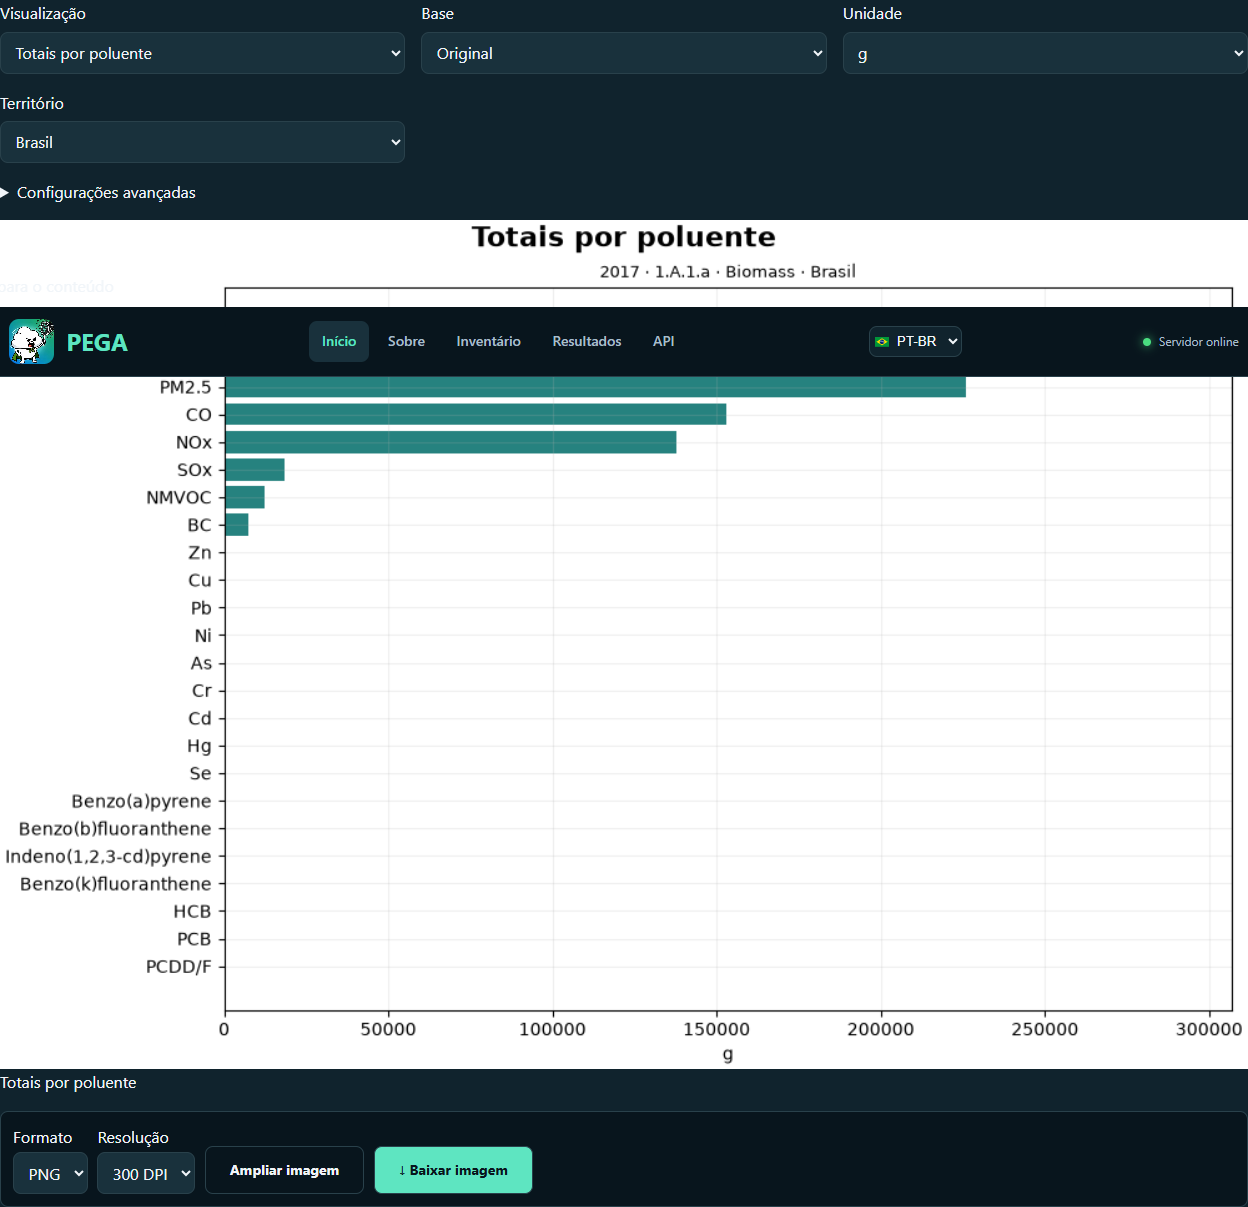 Visualização
Base
Unidade
Totais por poluente
Original
g
Território
Brasil
Configurações avançadas
Totais por poluente
2017 · 1.A.1.a · Biomass · Brasil
para o conteúdo
PEGA
Início
Sobre
Inventário
Resultados
API
PT-BR
Servidor online
PM2.5
CO
NOx
SOx
NMVOC
BC
Zn
Cu
Pb
Ni
As
Cr
Cd
Hg
Se
Benzo(a)pyrene
Benzo(b)fluoranthene
Indeno(1,2,3-cd)pyrene
Benzo(k)fluoranthene
HCB
PCB
PCDD/F
0 50000 100000 150000 200000 250000 300000
g
Totais por poluente
Formato
Resolução
PNG
300 DPI
Ampliar imagem
↓ Baixar imagem